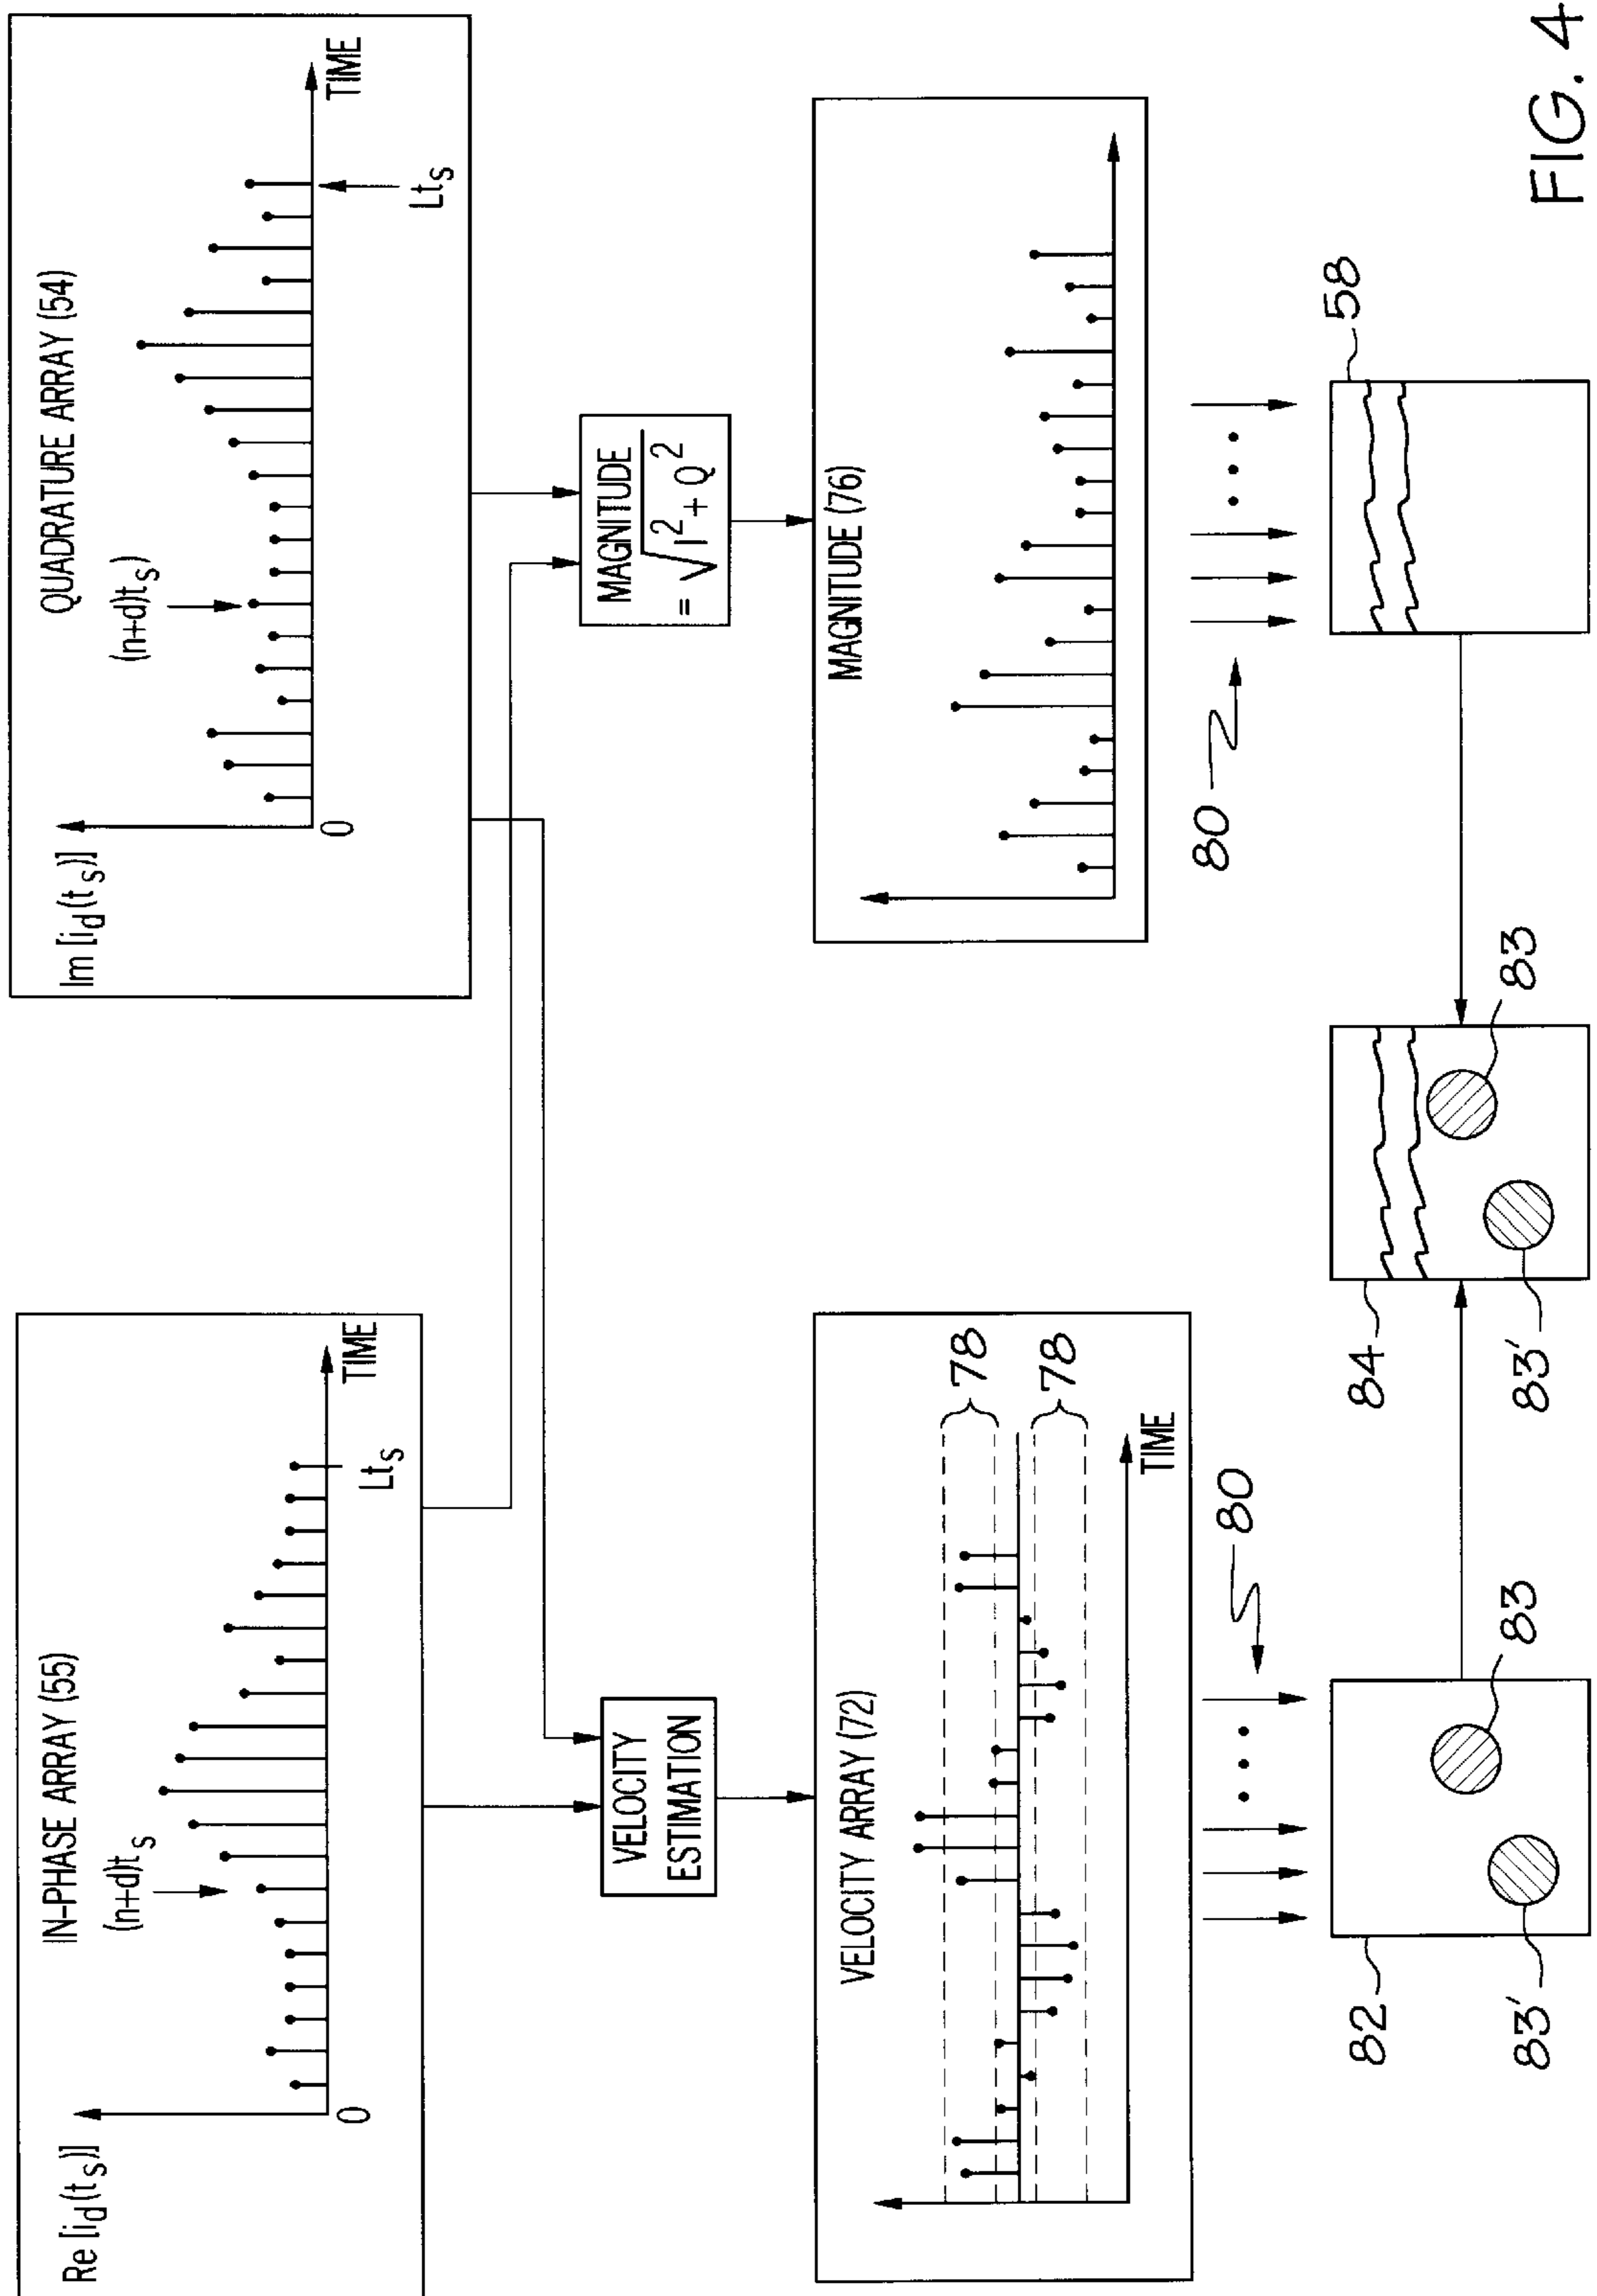 IN-PHASE ARRAY (55)
Re [i_d(t_s)]
(n+d)t_s
0
Lt_s
TIME
QUADRATURE ARRAY (54)
Im [i_d(t_s)]
(n+d)t_s)
0
Lt_s
TIME
VELOCITY
ESTIMATION
MAGNITUDE
= √I² + Q²
VELOCITY ARRAY (72)
78
78
TIME
MAGNITUDE (76)
80
80
82
83'
83
84
83'
83
58
FIG. 4